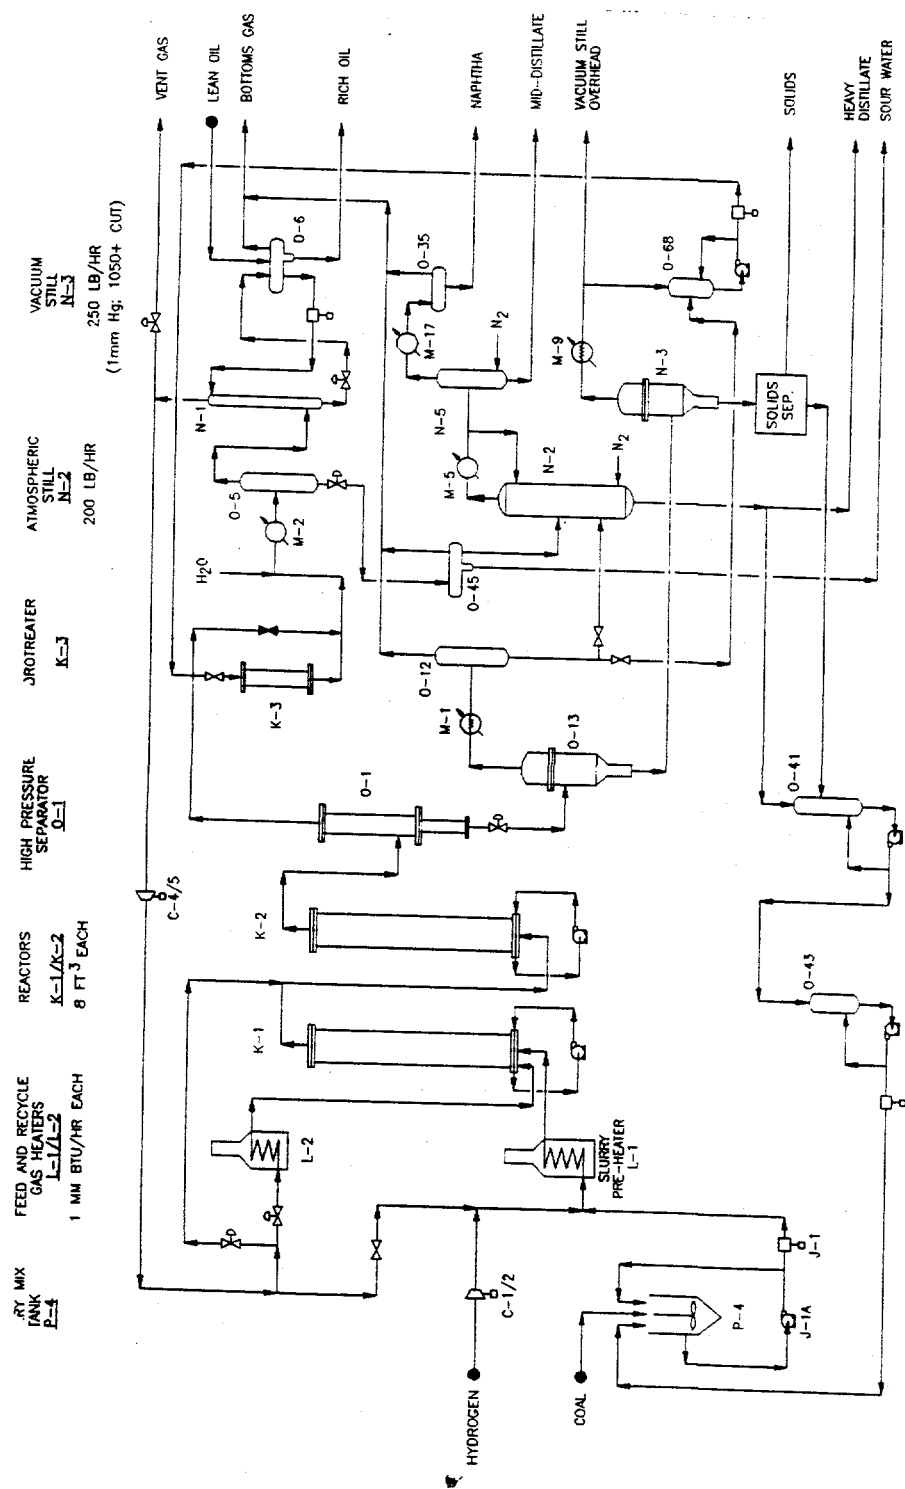 .RY MIX
TANK
P-4
FEED AND RECYCLE
GAS HEATERS
L-1/L-2
1 MM BTU/HR EACH
REACTORS
K-1/K-2
8 FT3 EACH
HIGH PRESSURE
SEPARATOR
O-1
ROTREATER
K-3
ATMOSPHERIC
STILL
N-2
200 LB/HR
VACUUM
STILL
N-3
250 LB/HR
(1mm Hg; 1050+ CUT)
VENT GAS
LEAN OIL
BOTTOMS GAS
RICH OIL
NAPHTHA
MID-DISTILLATE
VACUUM STILL
OVERHEAD
SOLIDS
HEAVY
DISTILLATE
SOUR WATER
C-4/5
H2O
M-2
O-5
N-1
O-6
K-3
O-1
K-2
K-1
L-2
SLURRY
PRE-HEATER
L-1
O-13
M-1
O-12
O-45
M-5
N-2
N2
N-5
M-17
N2
O-35
M-9
N-3
O-68
SOLIDS
SEP.
O-41
O-43
HYDROGEN
C-1/2
COAL
P-4
J-1A
J-1